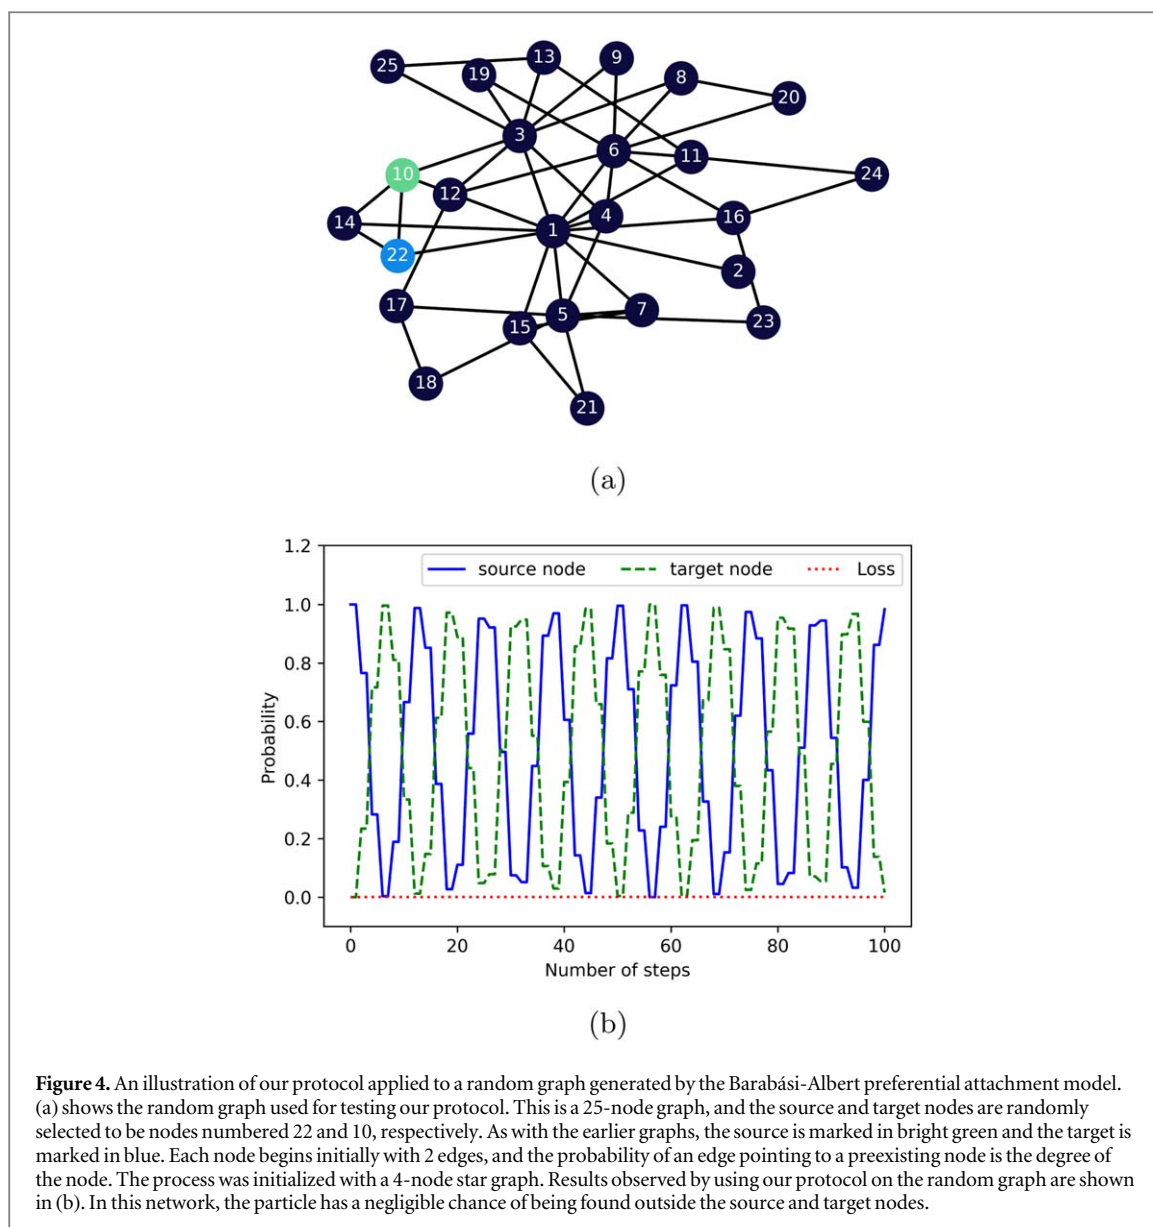 13
9
25
19
8
20
3
6
11
10
24
12
4
14
16
1
22
2
17
7
5
15
23
18
21
(a)
1.2
source node target node Loss
1.0
0.8
0.6
0.4
0.2
0.0
Probability
0 20 40 60 80 100
Number of steps
(b)
Figure 4. An illustration of our protocol applied to a random graph generated by the Barabási-Albert preferential attachment model.
(a) shows the random graph used for testing our protocol. This is a 25-node graph, and the source and target nodes are randomly
selected to be nodes numbered 22 and 10, respectively. As with the earlier graphs, the source is marked in bright green and the target is
marked in blue. Each node begins initially with 2 edges, and the probability of an edge pointing to a preexisting node is the degree of
the node. The process was initialized with a 4-node star graph. Results observed by using our protocol on the random graph are shown
in (b). In this network, the particle has a negligible chance of being found outside the source and target nodes.